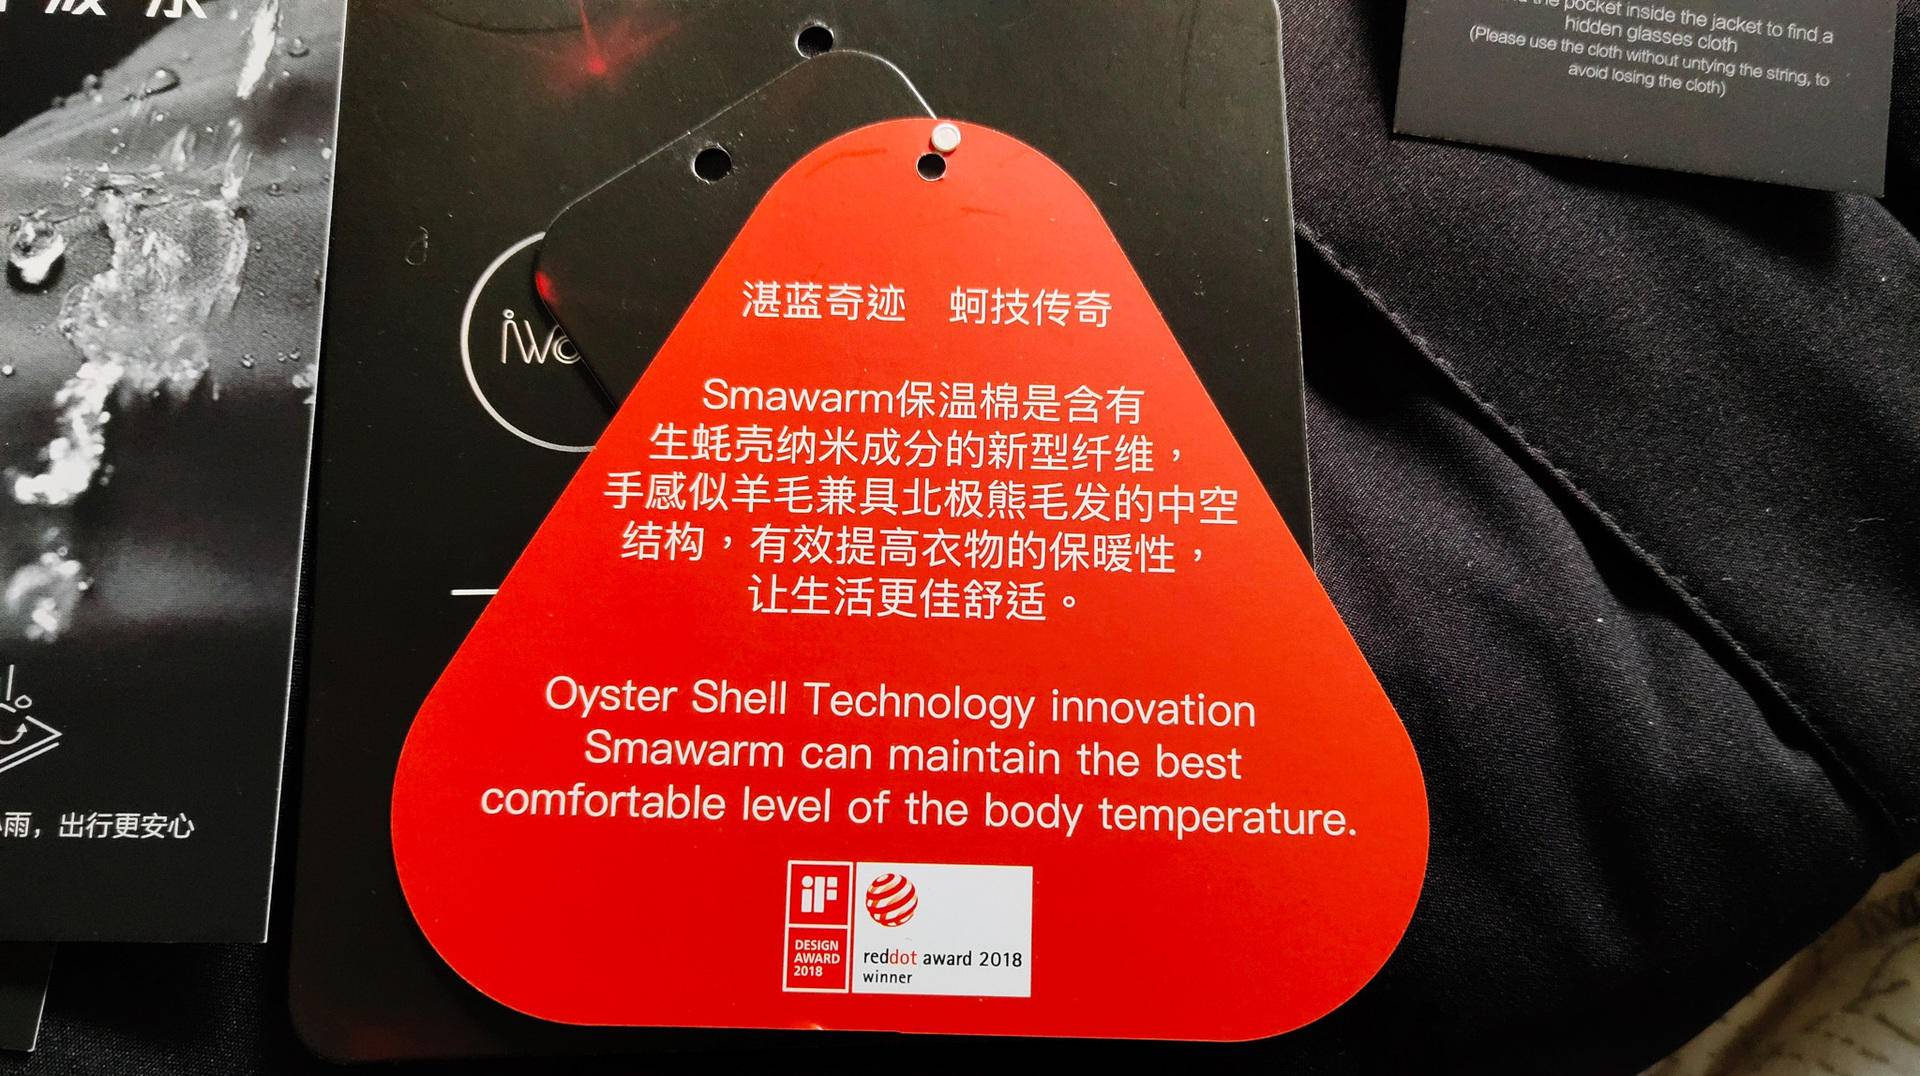 pocket inside the jacket to find a
hidden glasses cloth
(Please use the cloth without untying the string, to
avoid losing the cloth)
湛蓝奇迹 蚵技传奇
Smawarm保温棉是含有
生蚝壳纳米成分的新型纤维，
手感似羊毛兼具北极熊毛发的中空
结构，有效提高衣物的保暖性，
让生活更佳舒适。
Oyster Shell Technology innovation
Smawarm can maintain the best
comfortable level of the body temperature.
iF
DESIGN
AWARD
2018
reddot award 2018
winner
雨，出行更安心